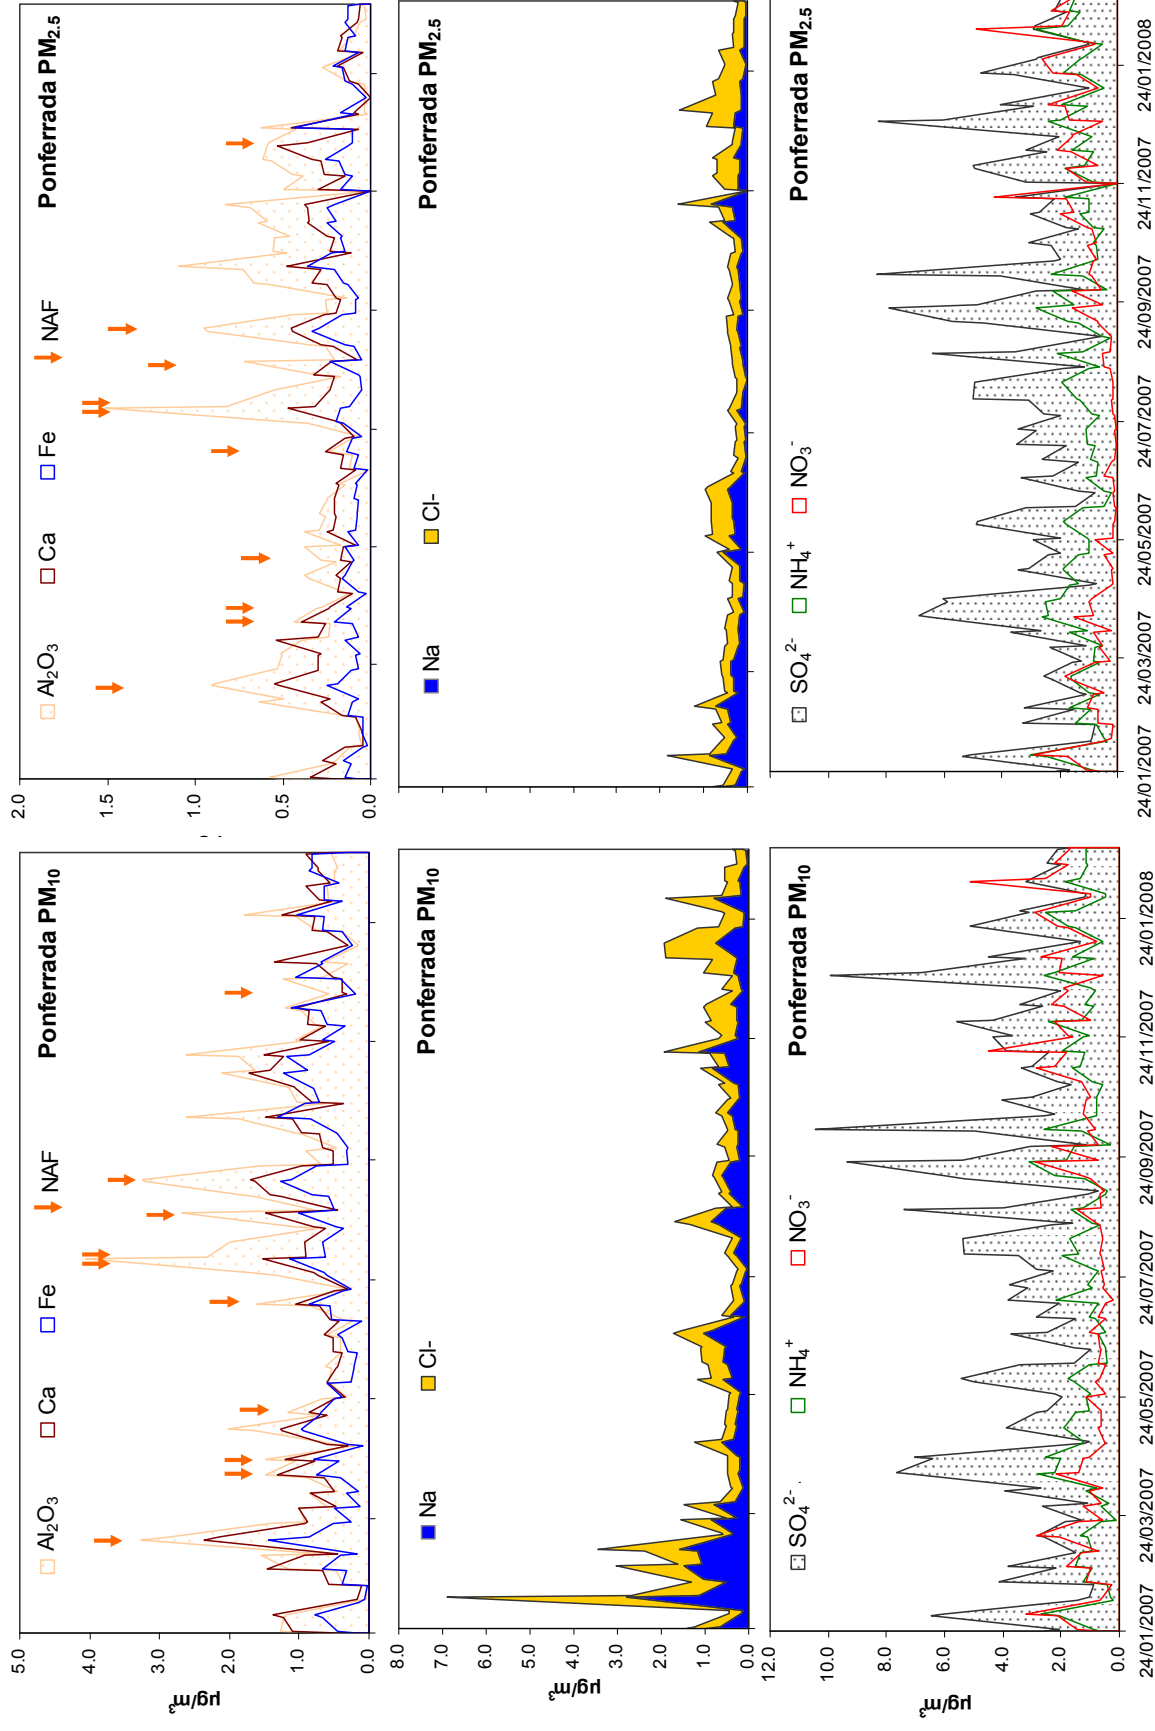 Al₂O₃ Ca Fe NAF
Ponferrada PM₁₀
5.0
4.0
3.0
2.0
1.0
0.0
µg/m³
Al₂O₃ Ca Fe NAF
Ponferrada PM₂.₅
2.0
1.5
1.0
0.5
0.0
Na Cl-
Ponferrada PM₁₀
8.0
7.0
6.0
5.0
4.0
3.0
2.0
1.0
0.0
µg/m³
Na Cl-
Ponferrada PM₂.₅
SO₄²⁻ NH₄⁺ NO₃⁻
Ponferrada PM₁₀
12.0
10.0
8.0
6.0
4.0
2.0
0.0
µg/m³
24/01/2007
24/03/2007
24/05/2007
24/07/2007
24/09/2007
24/11/2007
24/01/2008
SO₄²⁻ NH₄⁺ NO₃⁻
Ponferrada PM₂.₅
24/01/2007
24/03/2007
24/05/2007
24/07/2007
24/09/2007
24/11/2007
24/01/2008